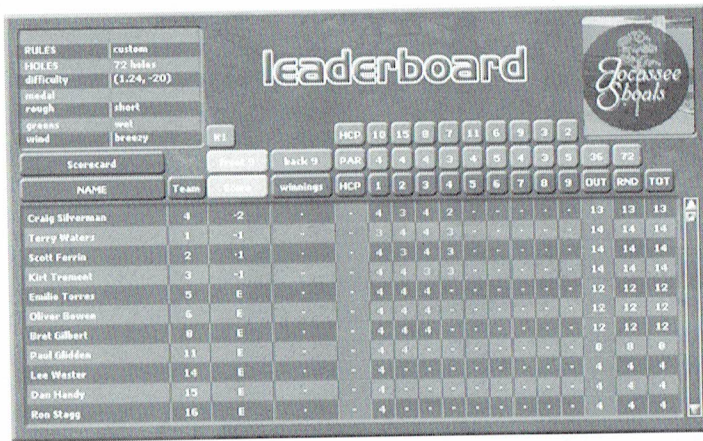 leaderboard
Jocassee Shoals
RULES custom
HOLES 72 holes
difficulty (1.24, -20)
medal
rough short
greens wet
wind breezy
R1 HCP 10 15 8 7 11 6 9 3 2
Scorecard front 9 back 9 PAR 4 4 4 3 4 5 4 3 5 36 72
NAME Team Score winnings HCP 1 2 3 4 5 6 7 8 9 OUT RND TOT
Craig Silverman 4 -2 - - 4 3 4 2 - - - - - 13 13 13
Terry Waters 1 -1 - - 3 4 4 3 - - - - - 14 14 14
Scott Ferrin 2 -1 - - 4 3 4 3 - - - - - 14 14 14
Kirt Trement 3 -1 - - 4 4 3 3 - - - - - 14 14 14
Emilio Torres 5 E - - 4 4 4 - - - - - - 12 12 12
Oliver Bowen 6 E - - 4 4 4 - - - - - - 12 12 12
Bret Gilbert 8 E - - 4 4 4 - - - - - - 12 12 12
Paul Glidden 11 E - - 4 4 - - - - - - - 8 8 8
Lee Wester 14 E - - 4 - - - - - - - - 4 4 4
Dan Handy 15 E - - 4 - - - - - - - - 4 4 4
Ron Stagg 16 E - - 4 - - - - - - - - 4 4 4